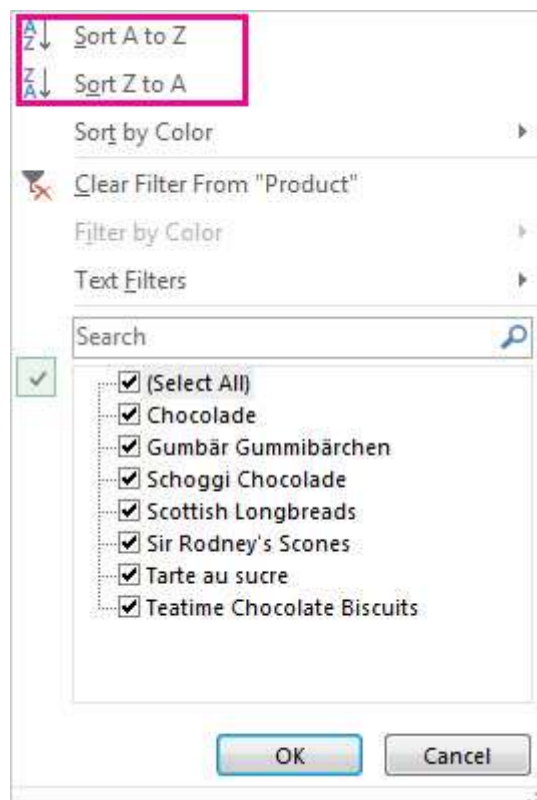 Sort A to Z
Sort Z to A
Sort by Color
Clear Filter From "Product"
Filter by Color
Text Filters
Search
(Select All)
Chocolade
Gumbär Gummibärchen
Schoggi Chocolade
Scottish Longbreads
Sir Rodney's Scones
Tarte au sucre
Teatime Chocolate Biscuits
OK Cancel